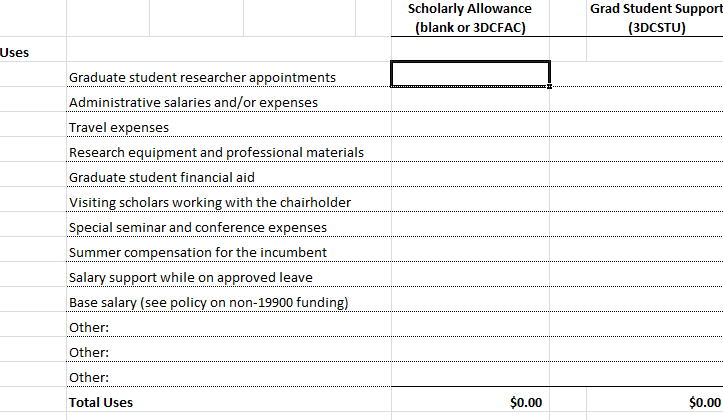 Scholarly Allowance Grad Student Support
(blank or 3DCFAC) (3DCSTU)
Uses
Graduate student researcher appointments
Administrative salaries and/or expenses
Travel expenses
Research equipment and professional materials
Graduate student financial aid
Visiting scholars working with the chairholder
Special seminar and conference expenses
Summer compensation for the incumbent
Salary support while on approved leave
Base salary (see policy on non-19900 funding)
Other:
Other:
Other:
Total Uses $0.00 $0.00